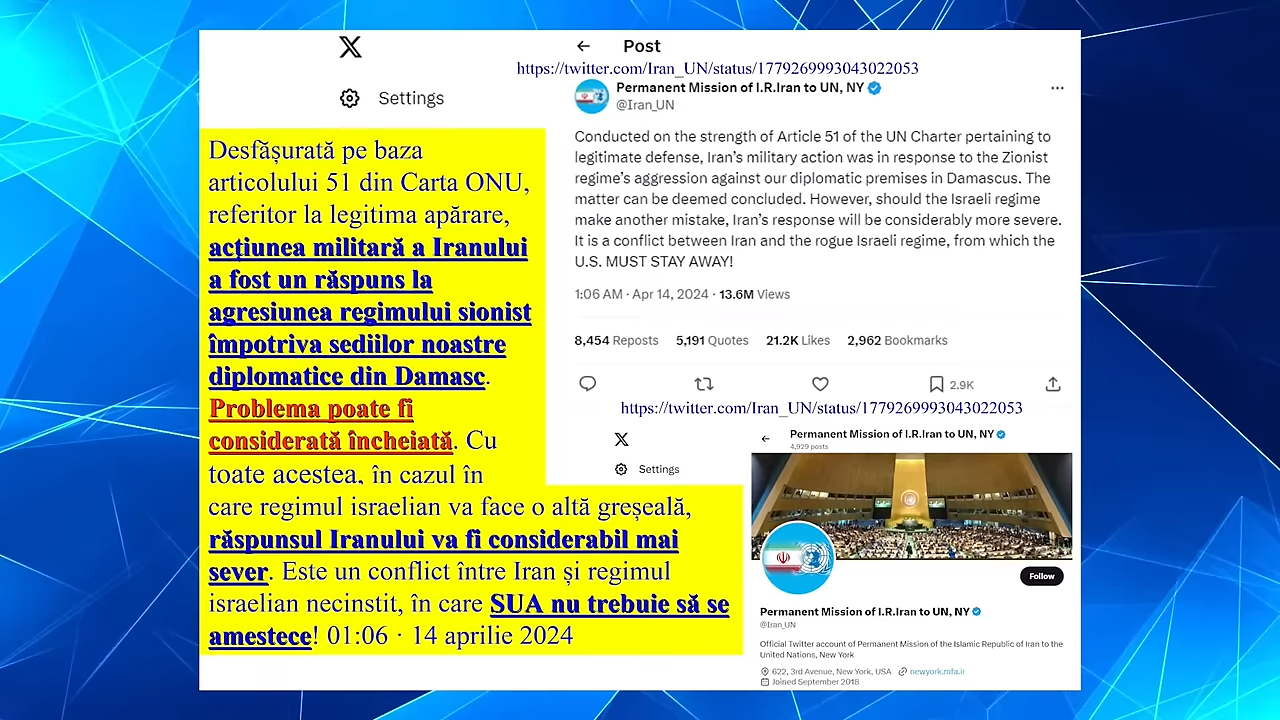 X
Settings
Desfășurată pe baza
articolului 51 din Carta ONU,
referitor la legitima apărare,
acțiunea militară a Iranului
a fost un răspuns la
agresiunea regimului sionist
împotriva sediilor noastre
diplomatice din Damasc.
Problema poate fi
considerată încheiată. Cu
toate acestea, în cazul în
care regimul israelian va face o altă greșeală,
răspunsul Iranului va fi considerabil mai
sever. Este un conflict între Iran și regimul
israelian necinstit, în care SUA nu trebuie să se
amestece! 01:06 · 14 aprilie 2024
Post
https://twitter.com/Iran_UN/status/1779269993043022053
Permanent Mission of I.R.Iran to UN, NY
@Iran_UN
Conducted on the strength of Article 51 of the UN Charter pertaining to
legitimate defense, Iran's military action was in response to the Zionist
regime's aggression against our diplomatic premises in Damascus. The
matter can be deemed concluded. However, should the Israeli regime
make another mistake, Iran's response will be considerably more severe.
It is a conflict between Iran and the rogue Israeli regime, from which the
U.S. MUST STAY AWAY!
1:06 AM · Apr 14, 2024 · 13.6M Views
8,454 Reposts 5,191 Quotes 21.2K Likes 2,962 Bookmarks
2.9K
https://twitter.com/Iran_UN/status/1779269993043022053
X
Settings
Permanent Mission of I.R.Iran to UN, NY
4,929 posts
Follow
Permanent Mission of I.R.Iran to UN, NY
@Iran_UN
Official Twitter account of Permanent Mission of the Islamic Republic of Iran to the
United Nations, New York
622, 3rd Avenue, New York, USA newyork.mfa.ir
Joined September 2018